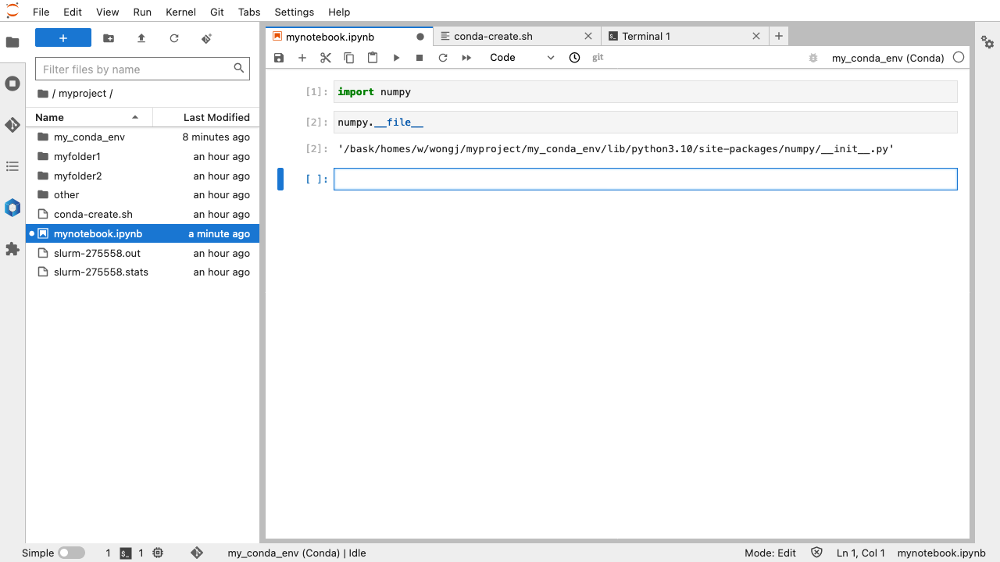 File Edit View Run Kernel Git Tabs Settings Help
mynotebook.ipynb conda-create.sh Terminal 1
Code git my_conda_env (Conda)
Filter files by name
/ myproject /
Name Last Modified
my_conda_env 8 minutes ago
myfolder1 an hour ago
myfolder2 an hour ago
other an hour ago
conda-create.sh an hour ago
mynotebook.ipynb a minute ago
slurm-275558.out an hour ago
slurm-275558.stats an hour ago
[1]: import numpy
[2]: numpy.__file__
[2]: '/bask/homes/w/wongj/myproject/my_conda_env/lib/python3.10/site-packages/numpy/__init__.py'
[ ]:
Simple 1 $_ 1 my_conda_env (Conda) | Idle Mode: Edit Ln 1, Col 1 mynotebook.ipynb